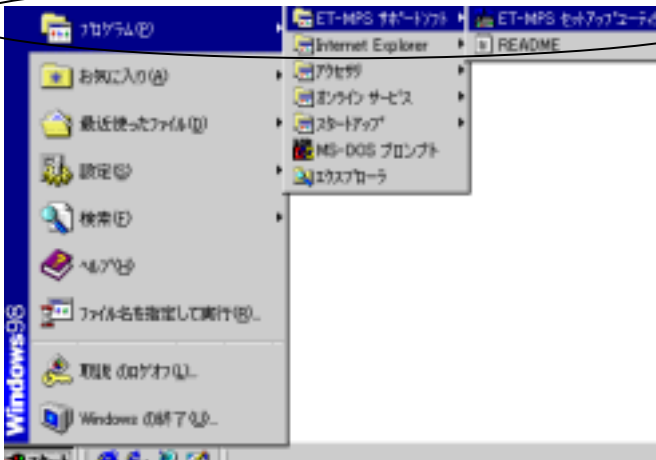 プログラム(P)
お気に入り(A)
最近使ったファイル(D)
設定(S)
検索(F)
ヘルプ(H)
ファイル名を指定して実行(R)...
のログオフ(L)...
Windows の終了(U)...
Windows98
ET-MPS サポートソフト
Internet Explorer
アクセサリ
オンライン サービス
スタートアップ
MS-DOS プロンプト
エクスプローラ
ET-MPS セットアップユーティ
README